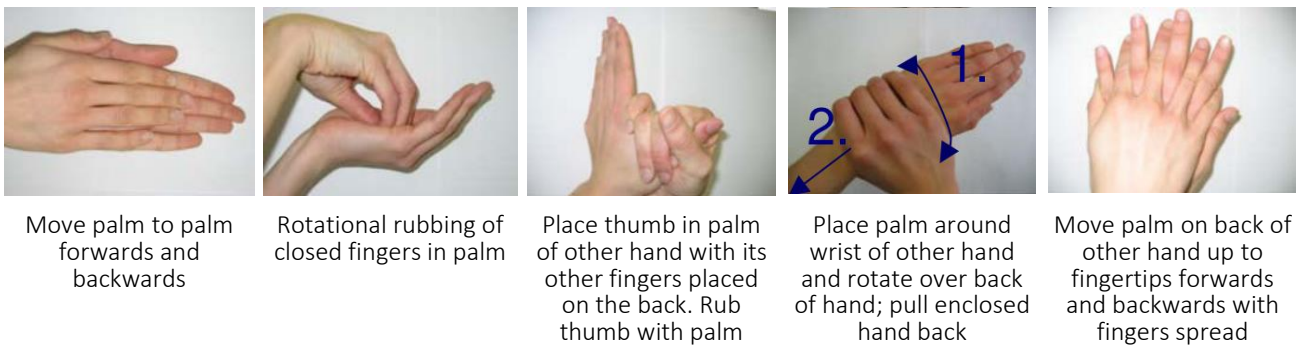 1.
2.
Move palm to palm
forwards and
backwards
Rotational rubbing of
closed fingers in palm
Place thumb in palm
of other hand with its
other fingers placed
on the back. Rub
thumb with palm
Place palm around
wrist of other hand
and rotate over back
of hand; pull enclosed
hand back
Move palm on back of
other hand up to
fingertips forwards
and backwards with
fingers spread